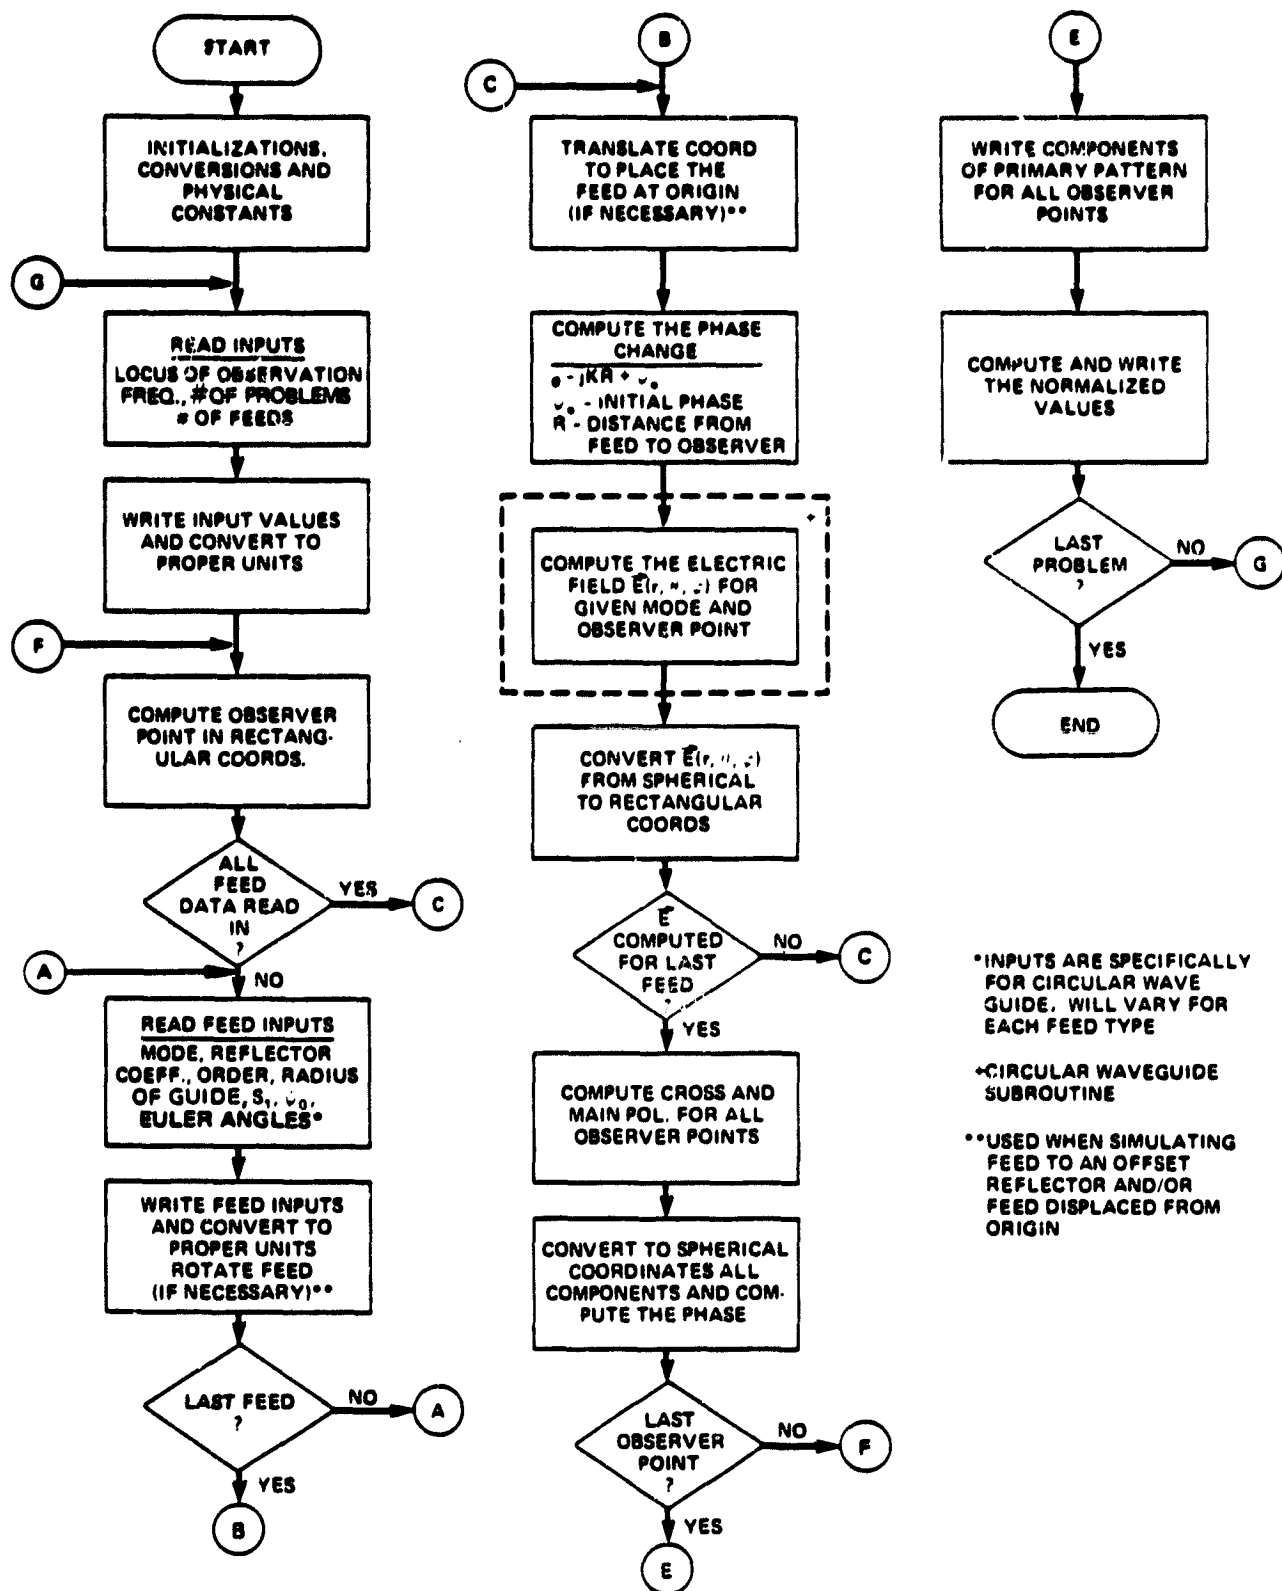 START
INITIALIZATIONS,
CONVERSIONS AND
PHYSICAL
CONSTANTS
G
READ INPUTS
LOCUS OF OBSERVATION
FREQ., # OF PROBLEMS
# OF FEEDS
WRITE INPUT VALUES
AND CONVERT TO
PROPER UNITS
F
COMPUTE OBSERVER
POINT IN RECTANG-
ULAR COORDS.
ALL
FEED
DATA READ
IN
?
YES
C
A
NO
READ FEED INPUTS
MODE, REFLECTOR
COEFF., ORDER, RADIUS
OF GUIDE, S₁,
EULER ANGLES*
WRITE FEED INPUTS
AND CONVERT TO
PROPER UNITS
ROTATE FEED
(IF NECESSARY)**
LAST FEED
?
NO
A
YES
B
B
C
TRANSLATE COORD
TO PLACE THE
FEED AT ORIGIN
(IF NECESSARY)**
COMPUTE THE PHASE
CHANGE
- jKR +
- INITIAL PHASE
R - DISTANCE FROM
FEED TO OBSERVER
+
COMPUTE THE ELECTRIC
FIELD E(r, FOR
GIVEN MODE AND
OBSERVER POINT
CONVERT E(r,
FROM SPHERICAL
TO RECTANGULAR
COORDS
E
COMPUTED
FOR LAST
FEED
NO
C
YES
COMPUTE CROSS AND
MAIN POL. FOR ALL
OBSERVER POINTS
CONVERT TO SPHERICAL
COORDINATES ALL
COMPONENTS AND COM-
PUTE THE PHASE
LAST
OBSERVER
POINT
?
NO
F
YES
E
E
WRITE COMPONENTS
OF PRIMARY PATTERN
FOR ALL OBSERVER
POINTS
COMPUTE AND WRITE
THE NORMALIZED
VALUES
LAST
PROBLEM
?
NO
G
YES
END
*INPUTS ARE SPECIFICALLY
FOR CIRCULAR WAVE
GUIDE. WILL VARY FOR
EACH FEED TYPE
+CIRCULAR WAVEGUIDE
SUBROUTINE
**USED WHEN SIMULATING
FEED TO AN OFFSET
REFLECTOR AND/OR
FEED DISPLACED FROM
ORIGIN